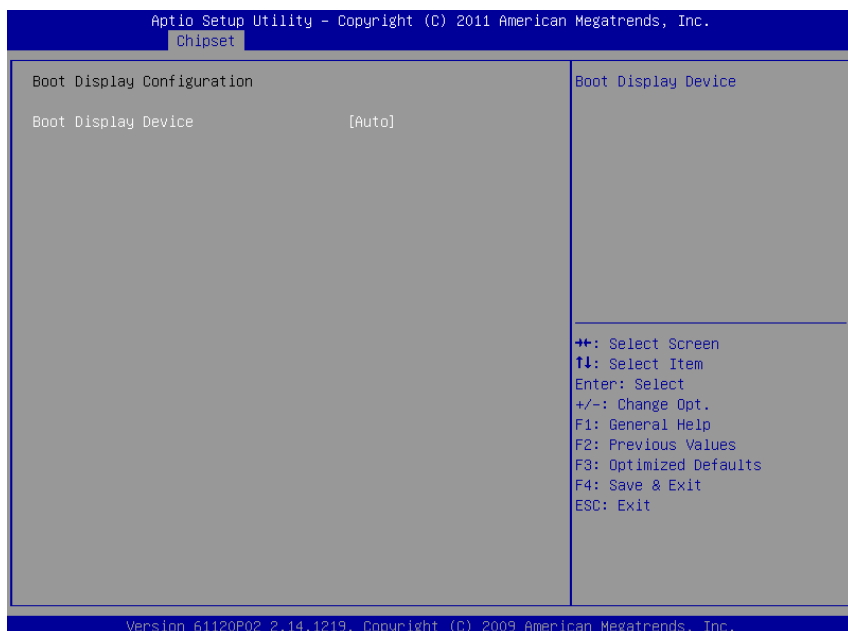 Aptio Setup Utility – Copyright (C) 2011 American Megatrends, Inc.
Chipset
Boot Display Configuration
Boot Display Device [Auto]
Boot Display Device
→←: Select Screen
↑↓: Select Item
Enter: Select
+/-: Change Opt.
F1: General Help
F2: Previous Values
F3: Optimized Defaults
F4: Save & Exit
ESC: Exit
Version 61120P02 2.14.1219. Copyright (C) 2009 American Megatrends, Inc.